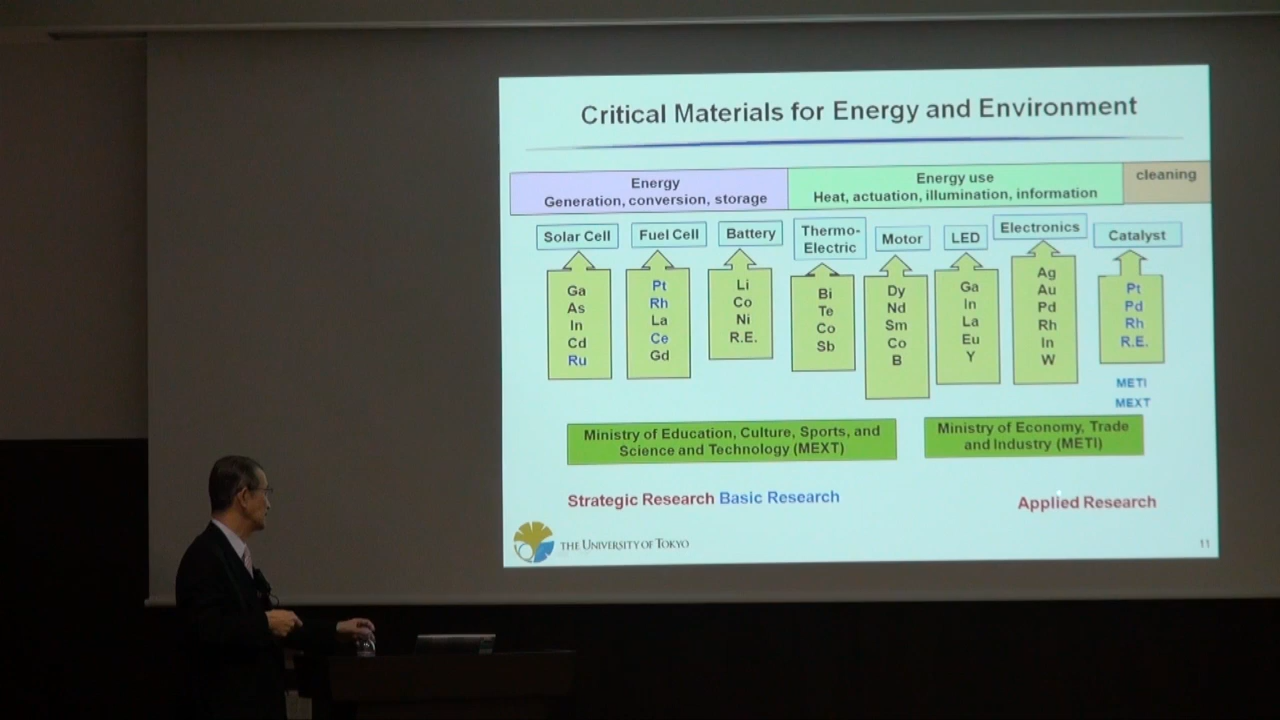 Critical Materials for Energy and Environment
Energy
Generation, conversion, storage
Energy use
Heat, actuation, illumination, information
cleaning
Solar Cell
Fuel Cell
Battery
Thermo-
Electric
Motor
LED
Electronics
Catalyst
Ga
As
In
Cd
Ru
Pt
Rh
La
Ce
Gd
Li
Co
Ni
R.E.
Bi
Te
Co
Sb
Dy
Nd
Sm
Co
B
Ga
In
La
Eu
Y
Ag
Au
Pd
Rh
In
W
Pt
Pd
Rh
R.E.
METI
MEXT
Ministry of Education, Culture, Sports, and
Science and Technology (MEXT)
Ministry of Economy, Trade
and Industry (METI)
Strategic Research Basic Research
Applied Research
THE UNIVERSITY OF TOKYO
11